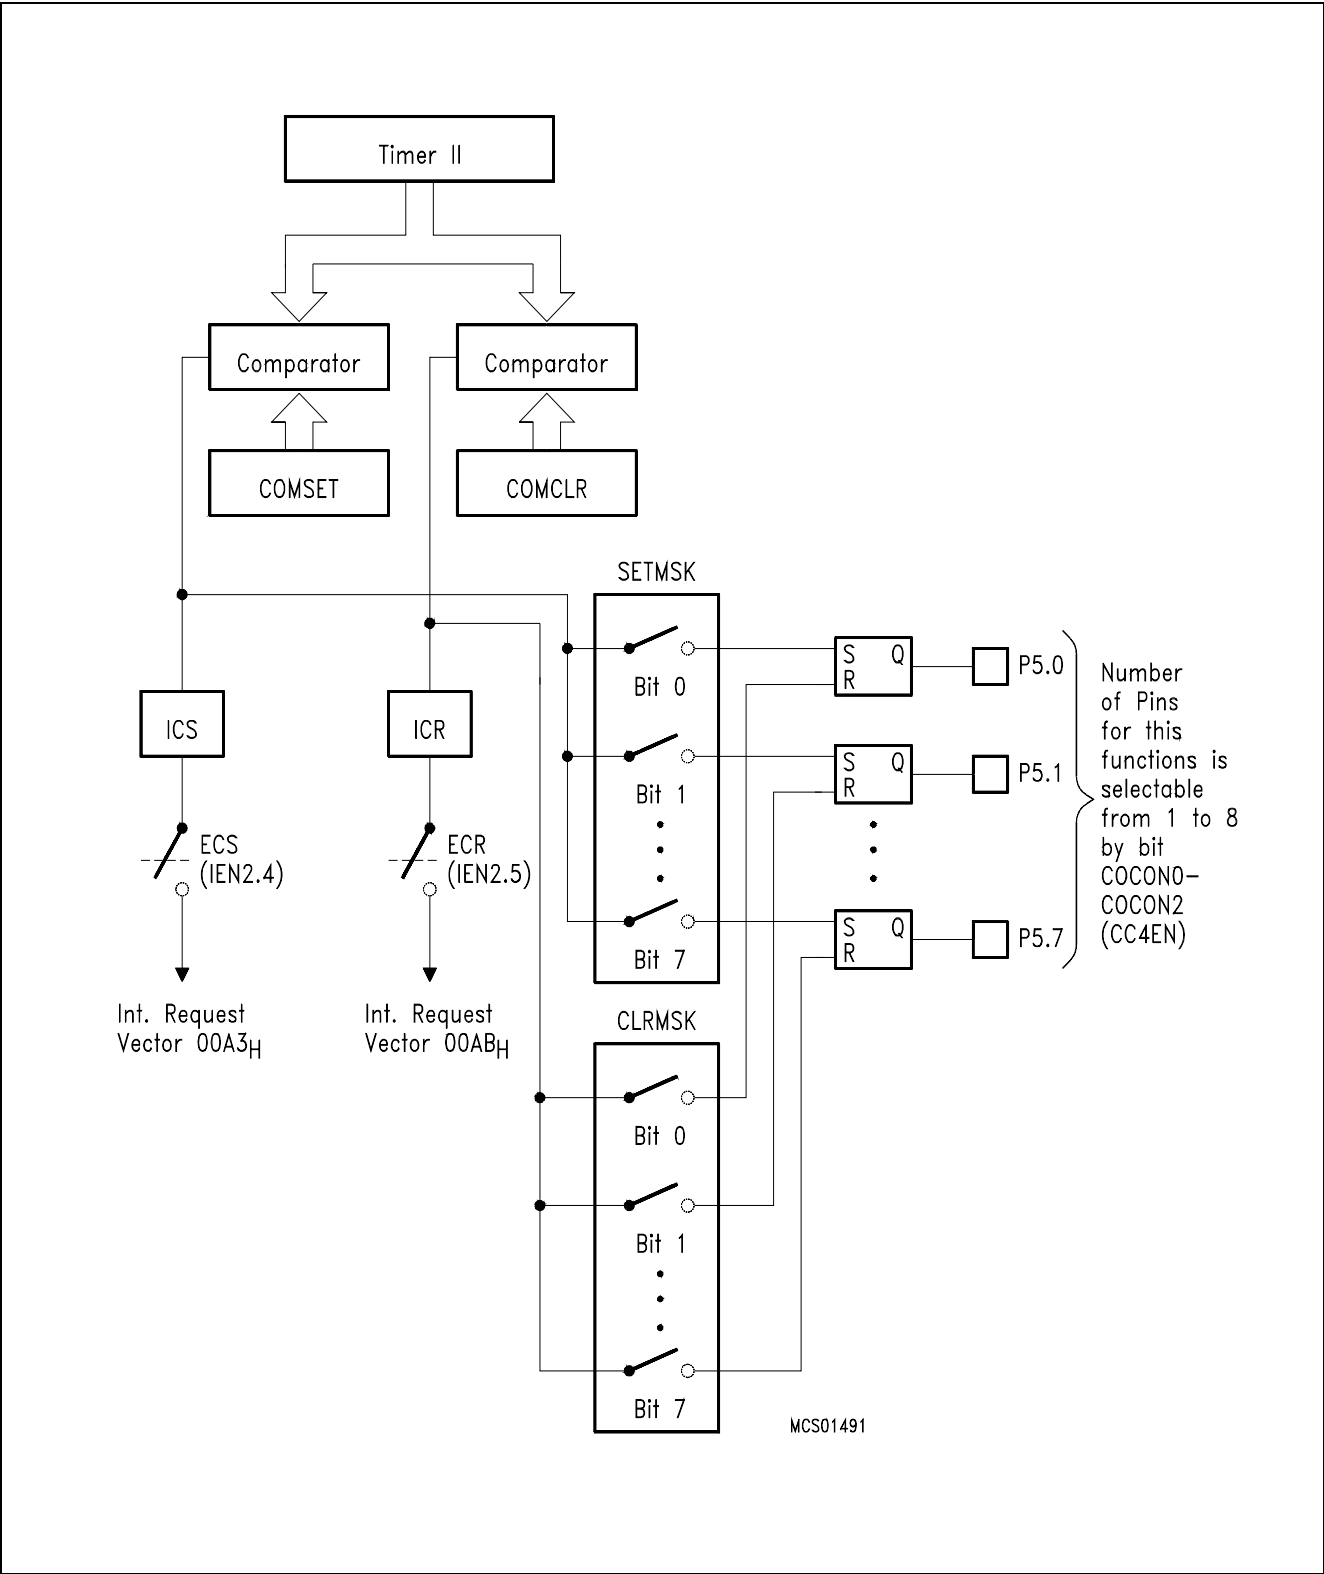 Timer II
Comparator
Comparator
COMSET
COMCLR
SETMSK
Bit 0
Bit 1
Bit 7
S Q
R
P5.0
S Q
R
P5.1
S Q
R
P5.7
Number
of Pins
for this
functions is
selectable
from 1 to 8
by bit
COCON0-
COCON2
(CC4EN)
ICS
ICR
ECS
(IEN2.4)
ECR
(IEN2.5)
Int. Request
Vector 00A3H
Int. Request
Vector 00ABH
CLRMSK
Bit 0
Bit 1
Bit 7
MCS01491